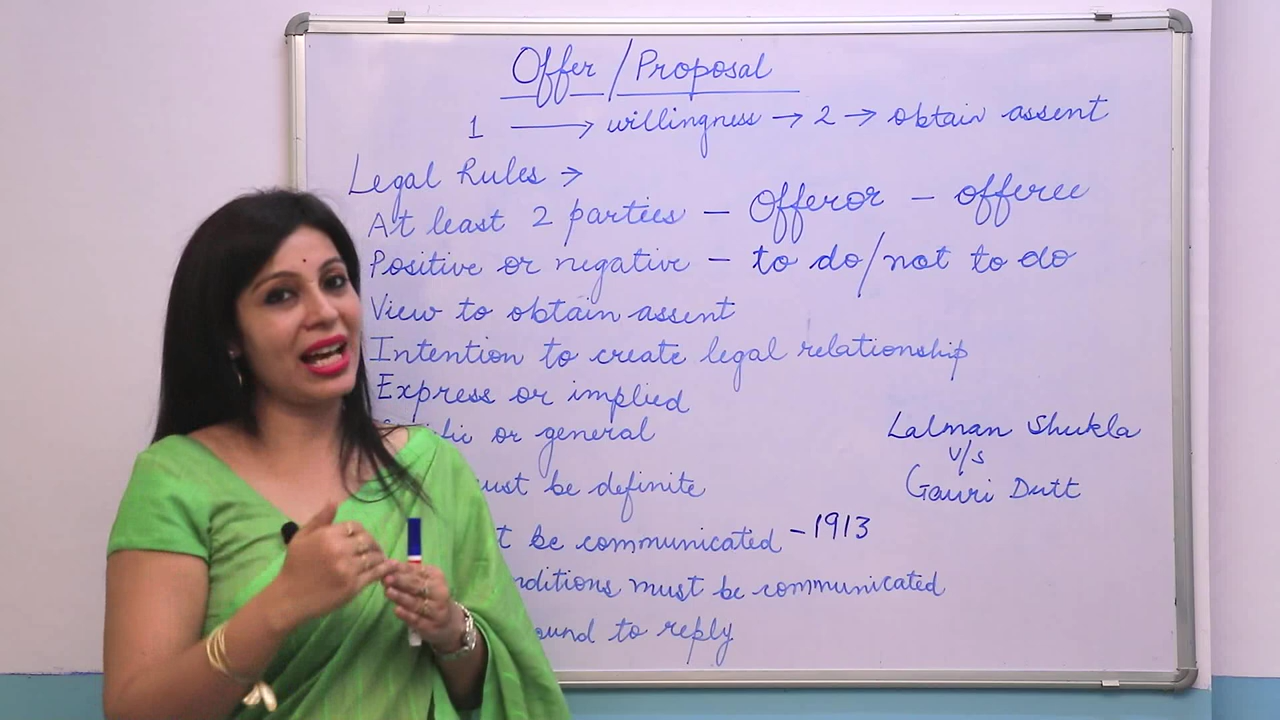 Offer / Proposal
1 → willingness → 2 → obtain assent
Legal Rules →
At least 2 parties – Offeror – offeree
Positive or negative – to do/not to do
View to obtain assent
Intention to create legal relationship
Express or implied
or general
must be definite
be communicated – 1913
must be communicated
to reply
Lalman Shukla
v/s
Gauri Dutt